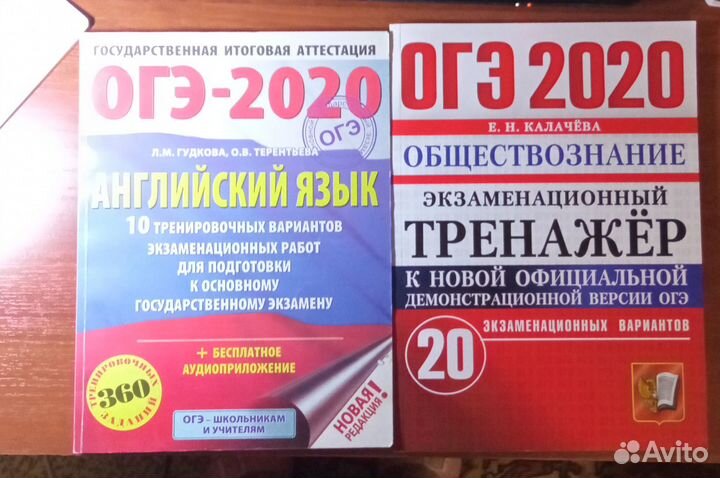 ГОСУДАРСТВЕННАЯ ИТОГОВАЯ АТТЕСТАЦИЯ
ОГЭ-2020
ОГЭ
Л.М. ГУДКОВА, О.В. ТЕРЕНТЬЕВА
АНГЛИЙСКИЙ ЯЗЫК
10 ТРЕНИРОВОЧНЫХ ВАРИАНТОВ
ЭКЗАМЕНАЦИОННЫХ РАБОТ
ДЛЯ ПОДГОТОВКИ
К ОСНОВНОМУ
ГОСУДАРСТВЕННОМУ ЭКЗАМЕНУ
+ БЕСПЛАТНОЕ
АУДИОПРИЛОЖЕНИЕ
ТРЕНИРОВОЧНЫХ
360
ЗАДАНИЙ
ОГЭ - ШКОЛЬНИКАМ
И УЧИТЕЛЯМ
НОВАЯ
РЕДАКЦИЯ!
ОГЭ 2020
Е. Н. КАЛАЧЁВА
ОБЩЕСТВОЗНАНИЕ
ЭКЗАМЕНАЦИОННЫЙ
ТРЕНАЖЁР
К НОВОЙ ОФИЦИАЛЬНОЙ
ДЕМОНСТРАЦИОННОЙ ВЕРСИИ ОГЭ
20
ЭКЗАМЕНАЦИОННЫХ ВАРИАНТОВ
Avito